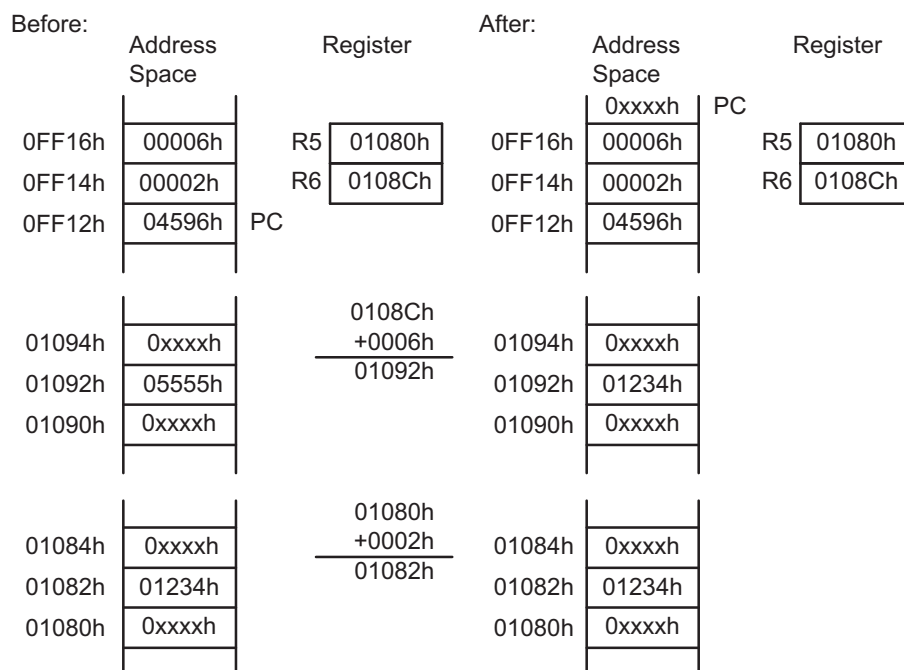 Before:
Address Space
Register
0FF16h 00006h R5 01080h
0FF14h 00002h R6 0108Ch
0FF12h 04596h PC
01094h 0xxxxh
01092h 05555h
01090h 0xxxxh
0108Ch
+0006h
01092h
01084h 0xxxxh
01082h 01234h
01080h 0xxxxh
01080h
+0002h
01082h
After:
Address Space
Register
0xxxxh PC
0FF16h 00006h R5 01080h
0FF14h 00002h R6 0108Ch
0FF12h 04596h
01094h 0xxxxh
01092h 01234h
01090h 0xxxxh
01084h 0xxxxh
01082h 01234h
01080h 0xxxxh